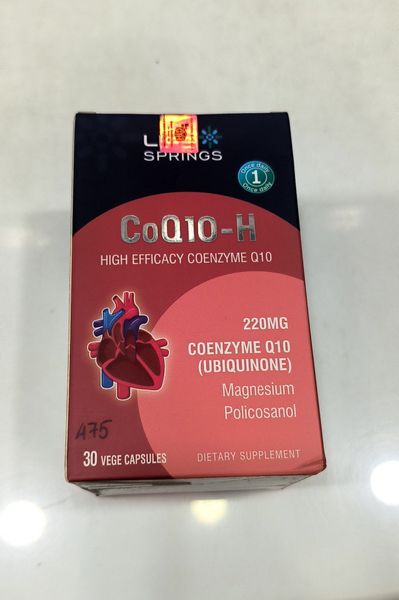 SPRINGS
Once daily
1
Once daily
CoQ10-H
HIGH EFFICACY COENZYME Q10
220MG
COENZYME Q10
(UBIQUINONE)
Magnesium
Policosanol
A75
30 VEGE CAPSULES
DIETARY SUPPLEMENT